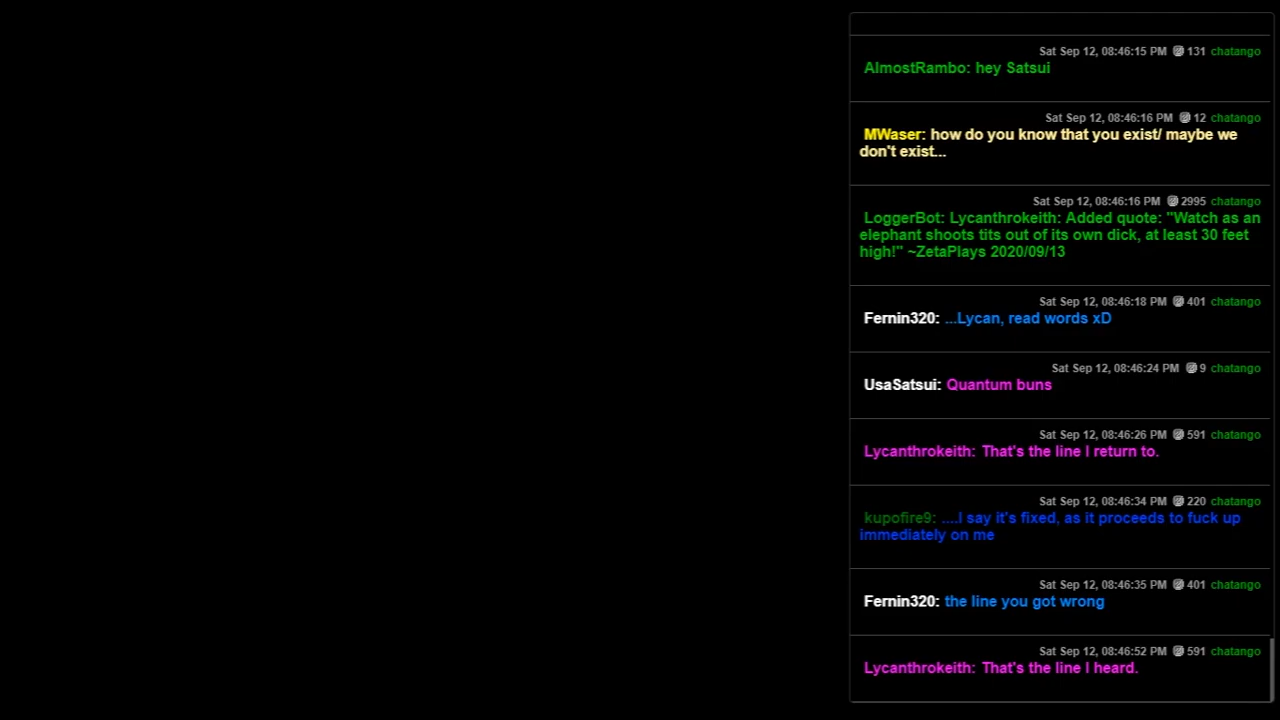 Sat Sep 12, 08:46:15 PM 131 chatango
AlmostRambo: hey Satsui
Sat Sep 12, 08:46:16 PM 12 chatango
MWaser: how do you know that you exist/ maybe we
don't exist...
Sat Sep 12, 08:46:16 PM 2995 chatango
LoggerBot: Lycanthrokeith: Added quote: "Watch as an
elephant shoots tits out of its own dick, at least 30 feet
high!" ~ZetaPlays 2020/09/13
Sat Sep 12, 08:46:18 PM 401 chatango
Fernin320: ...Lycan, read words xD
Sat Sep 12, 08:46:24 PM 9 chatango
UsaSatsui: Quantum buns
Sat Sep 12, 08:46:26 PM 591 chatango
Lycanthrokeith: That's the line I return to.
Sat Sep 12, 08:46:34 PM 220 chatango
kupofire9: ....I say it's fixed, as it proceeds to fuck up
immediately on me
Sat Sep 12, 08:46:35 PM 401 chatango
Fernin320: the line you got wrong
Sat Sep 12, 08:46:52 PM 591 chatango
Lycanthrokeith: That's the line I heard.